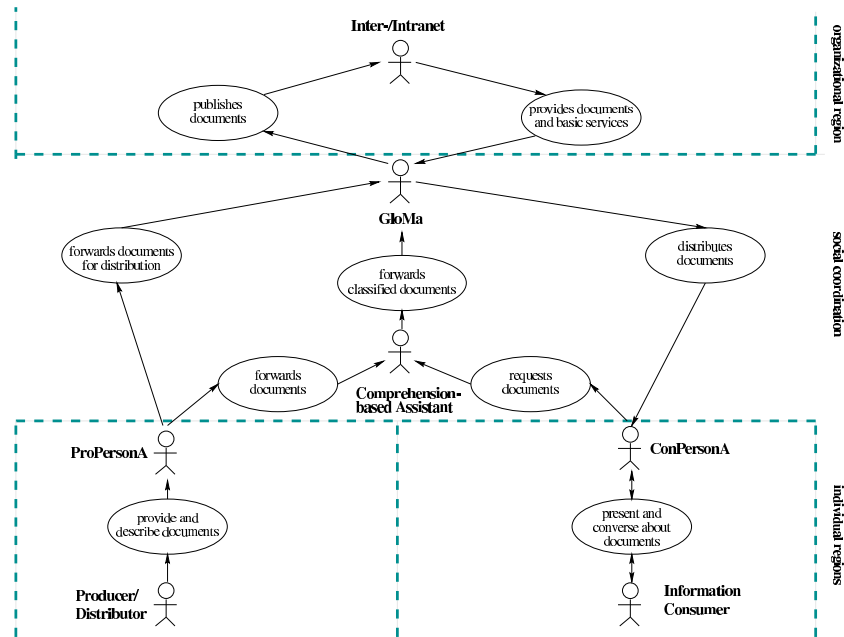 Inter-/Intranet
publishes
documents
provides documents
and basic services
organizational region
GloMa
forwards documents
for distribution
forwards
classified documents
distributes
documents
social coordination
forwards
documents
requests
documents
Comprehension-
based Assistant
ProPersonA
ConPersonA
provide and
describe documents
present and
converse about
documents
individual regions
Producer/
Distributor
Information
Consumer